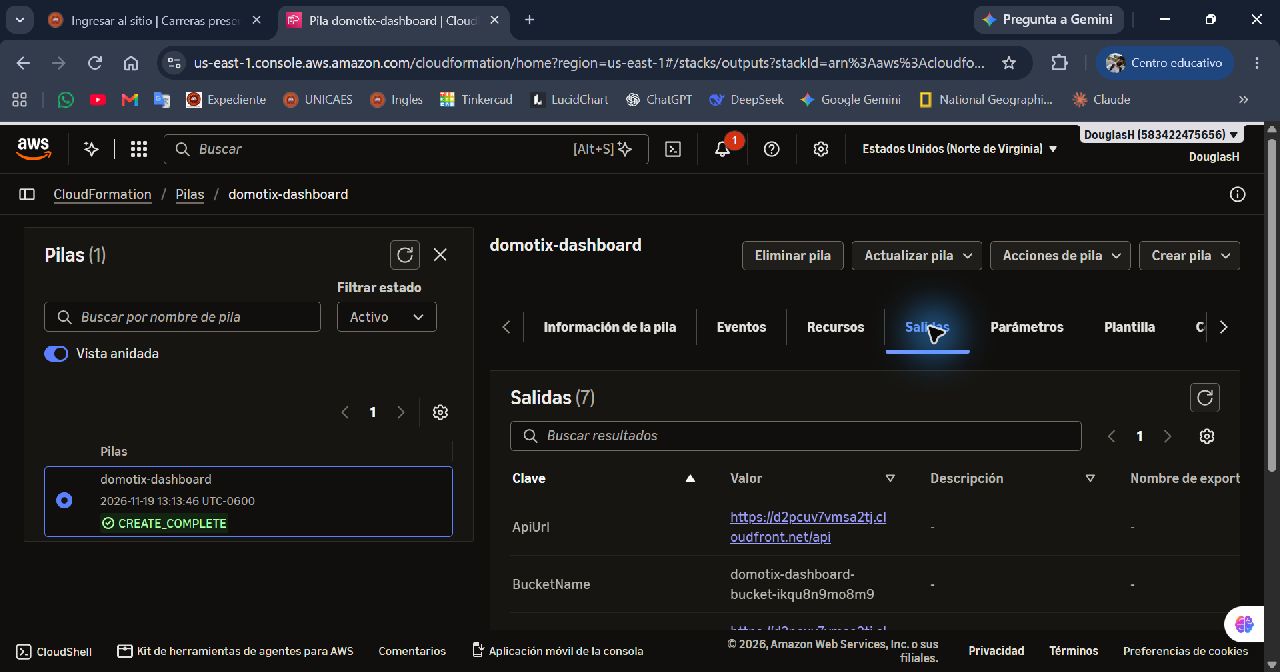 Ingresar al sitio | Carreras prese
Pila domotix-dashboard | Cloud
Pregunta a Gemini
us-east-1.console.aws.amazon.com/cloudformation/home?region=us-east-1#/stacks/outputs?stackId=arn%3Aaws%3Acloudfo...
Centro educativo
Expediente
UNICAES
Ingles
Tinkercad
LucidChart
ChatGPT
DeepSeek
Google Gemini
National Geographi...
Claude
aws
Buscar
[Alt+S]
1
Estados Unidos (Norte de Virginia)
DouglasH (583422475656)
DouglasH
CloudFormation / Pilas / domotix-dashboard
Pilas (1)
Filtrar estado
Buscar por nombre de pila
Activo
Vista anidada
1
Pilas
domotix-dashboard
2026-11-19 13:13:46 UTC-0600
CREATE_COMPLETE
domotix-dashboard
Eliminar pila
Actualizar pila
Acciones de pila
Crear pila
Información de la pila
Eventos
Recursos
Salidas
Parámetros
Plantilla
C
Salidas (7)
Buscar resultados
1
Clave
Valor
Descripción
Nombre de export
ApiUrl
https://d2pcuv7vmsa2tj.cl
oudfront.net/api
-
-
BucketName
domotix-dashboard-
bucket-ikqu8n9mo8m9
-
-
https://d2pcuv7vmsa2tj.cl
CloudShell
Kit de herramientas de agentes para AWS
Comentarios
Aplicación móvil de la consola
© 2026, Amazon Web Services, Inc. o sus
filiales.
Privacidad
Términos
Preferencias de cookies